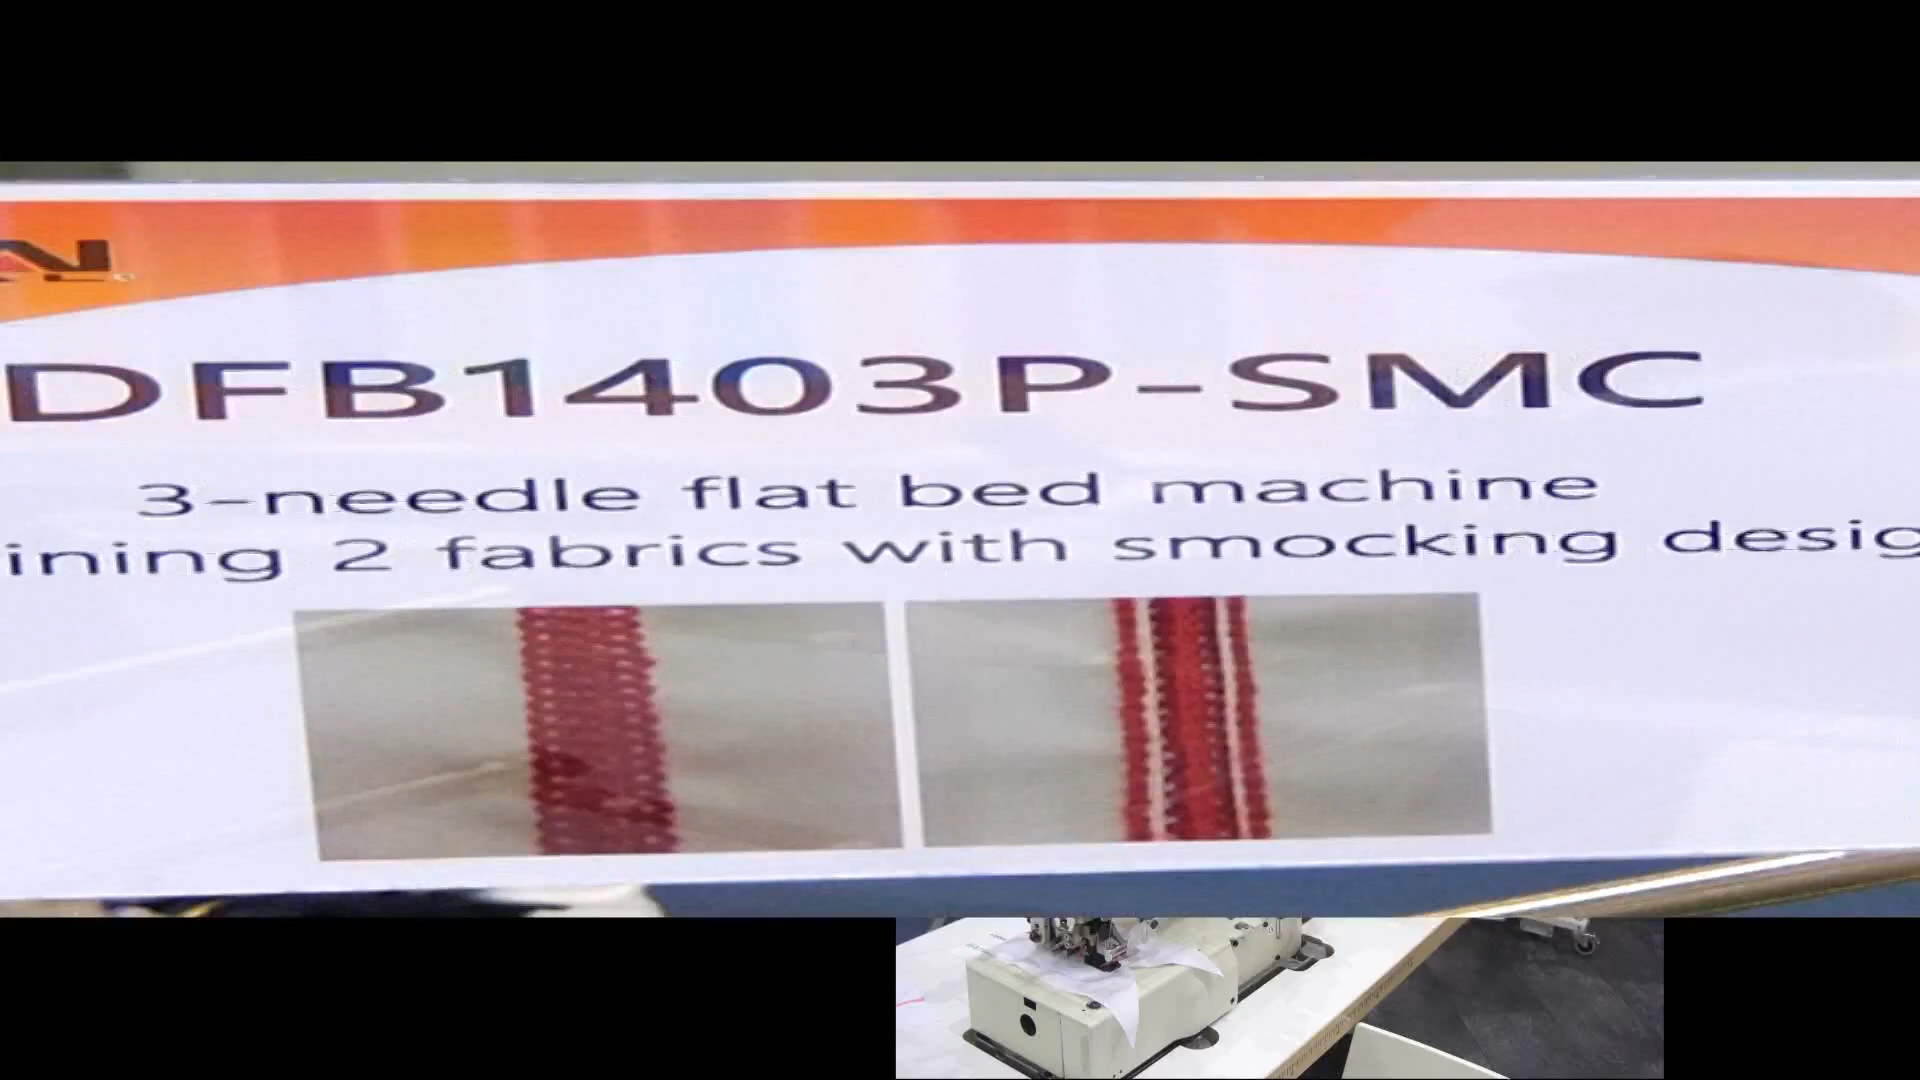 DFB1403P-SMC
3-needle flat bed machine
ining 2 fabrics with smocking desig